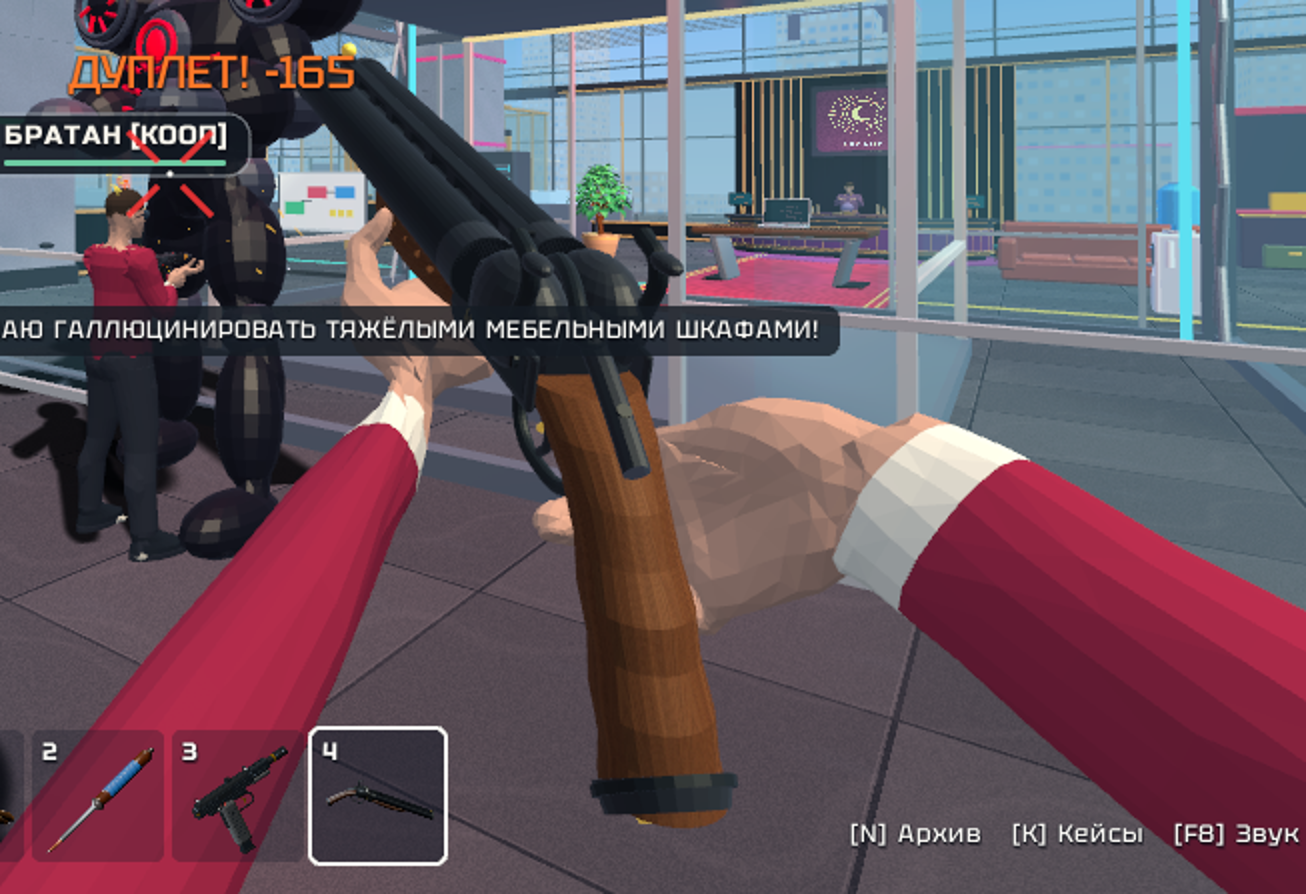 ДУПЛЕТ! -165
БРАТАН [КООП]
АЮ ГАЛЛЮЦИНИРОВАТЬ ТЯЖЁЛЫМИ МЕБЕЛЬНЫМИ ШКАФАМИ!
2
3
4
[N] Архив [K] Кейсы [F8] Звук